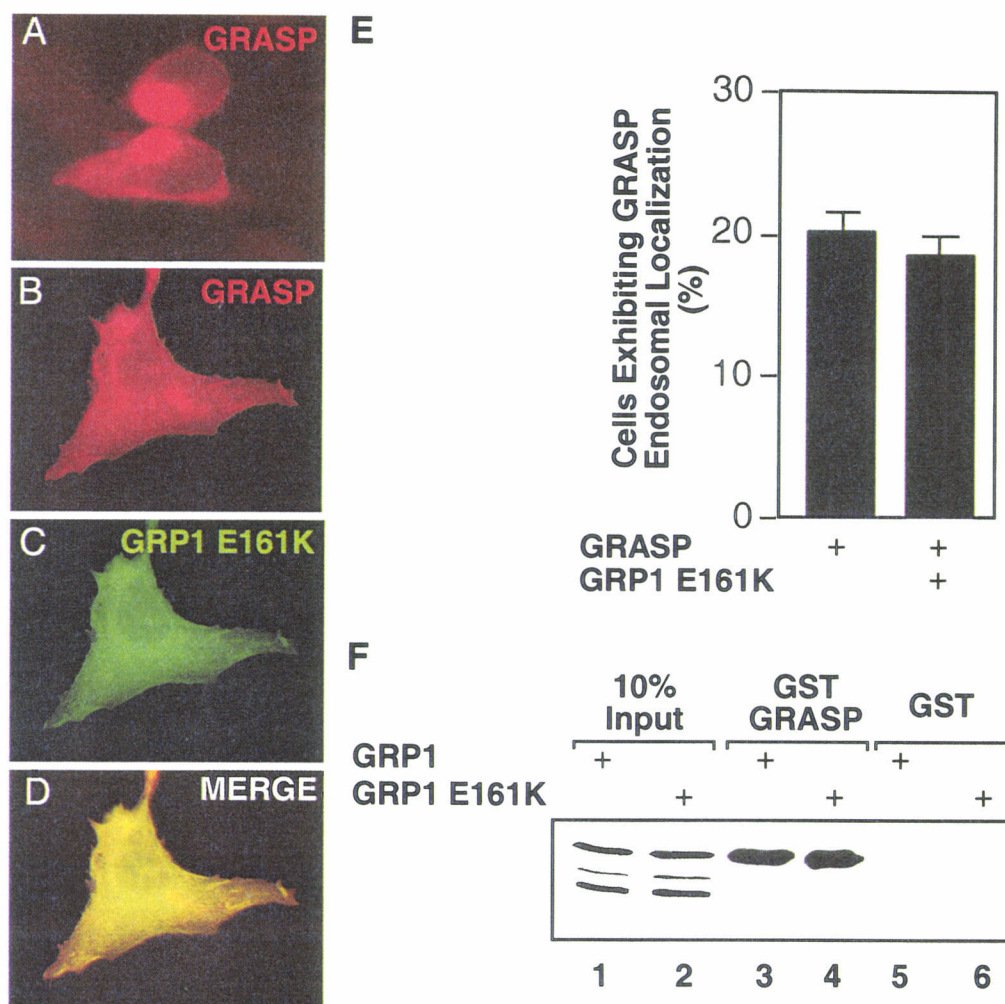 A
GRASP
B
GRASP
C
GRP1 E161K
D
MERGE
E
Cells Exhibiting GRASP
Endosomal Localization
(%)
30
20
10
0
GRASP + +
GRP1 E161K +
F
10%
Input
GST
GRASP
GST
GRP1 + + +
GRP1 E161K + + +
1 2 3 4 5 6